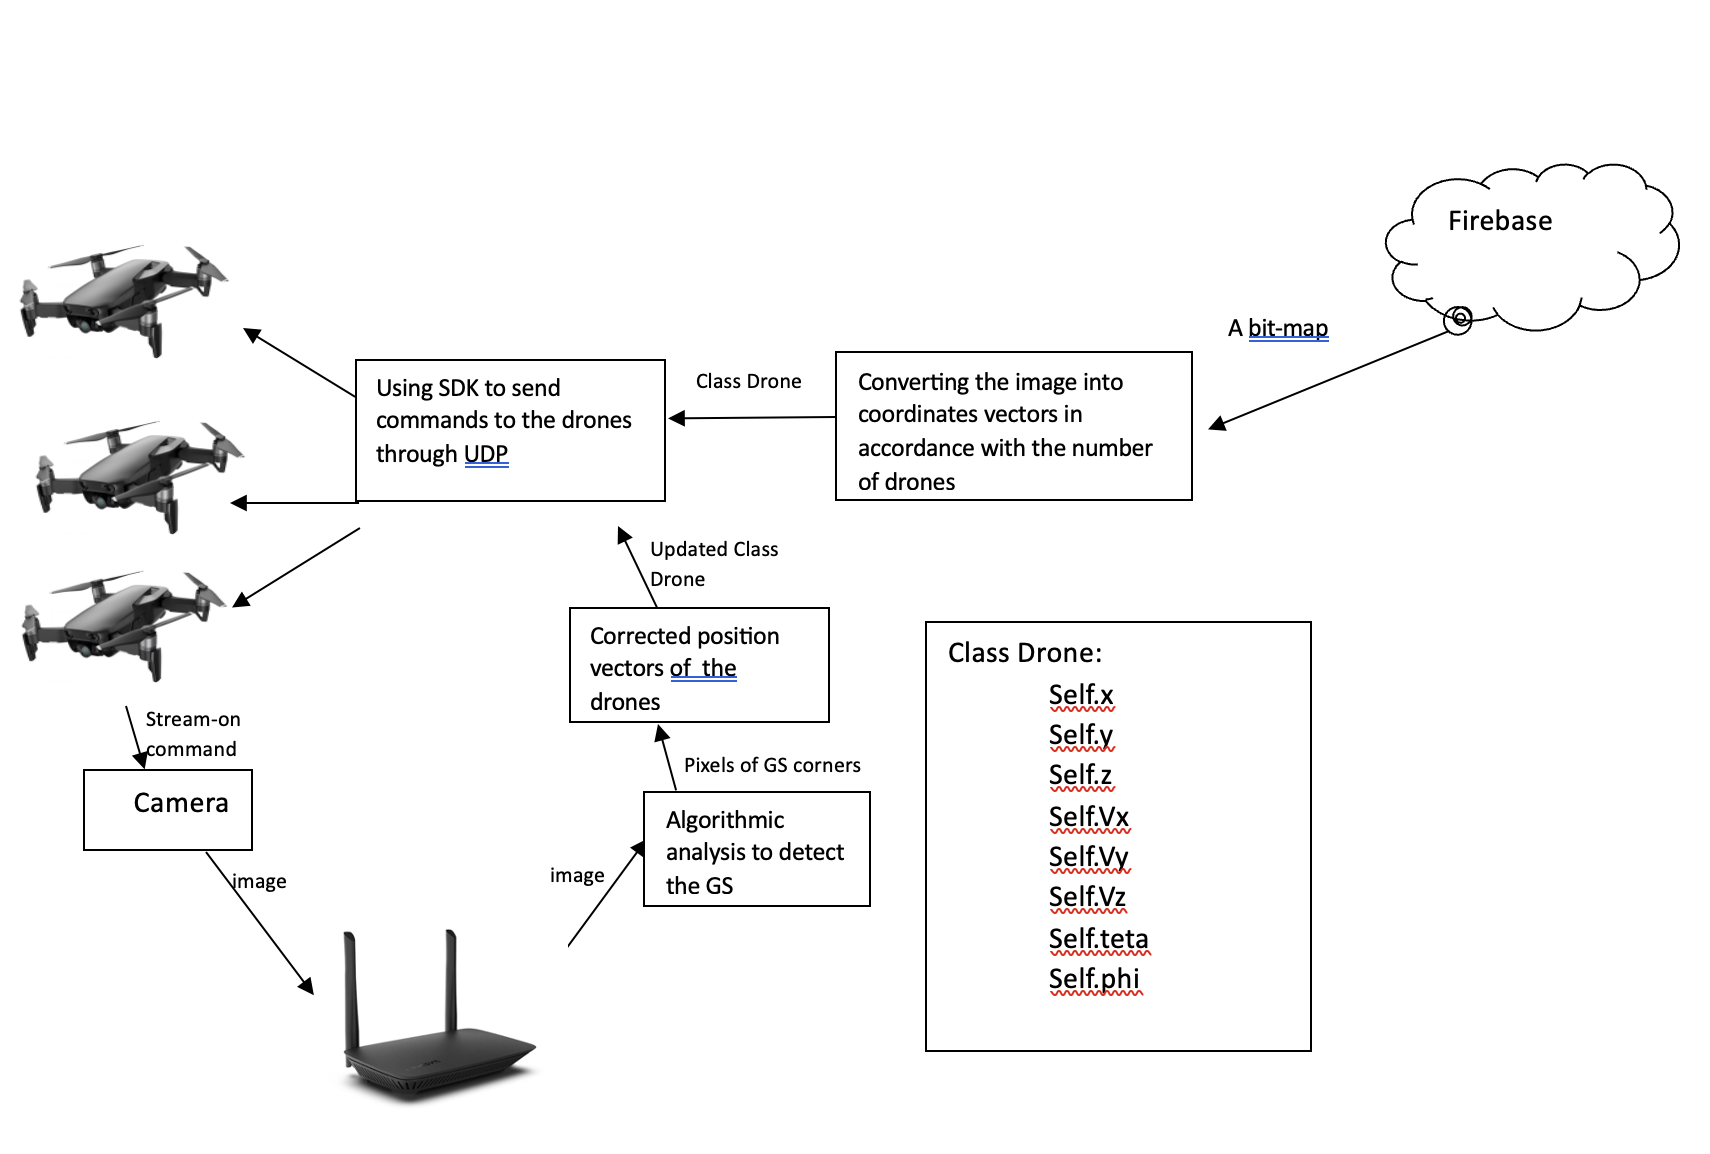 Firebase
A bit-map
Converting the image into
coordinates vectors in
accordance with the number
of drones
Class Drone
Using SDK to send
commands to the drones
through UDP
Updated Class
Drone
Corrected position
vectors of  the
drones
Pixels of GS corners
Algorithmic
analysis to detect
the GS
image
Stream-on
command
Camera
image
Class Drone:
Self.x
Self.y
Self.z
Self.Vx
Self.Vy
Self.Vz
Self.teta
Self.phi